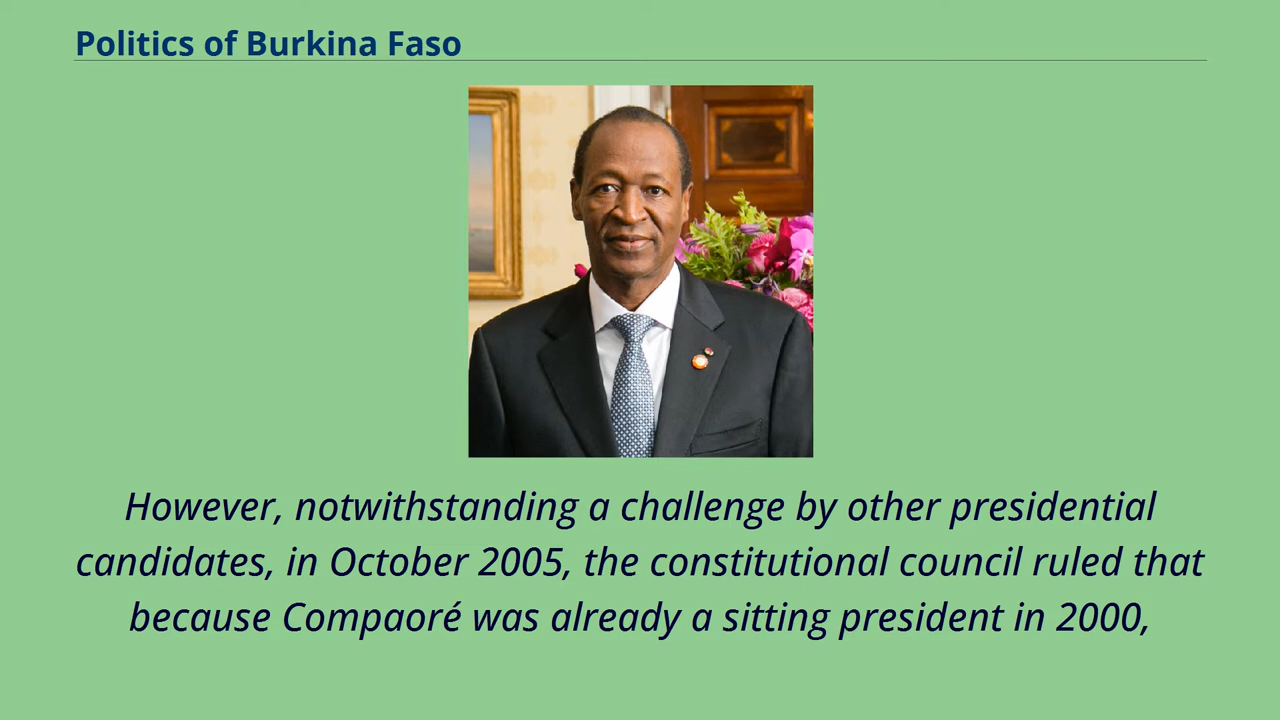 Politics of Burkina Faso
However, notwithstanding a challenge by other presidential
candidates, in October 2005, the constitutional council ruled that
because Compaoré was already a sitting president in 2000,